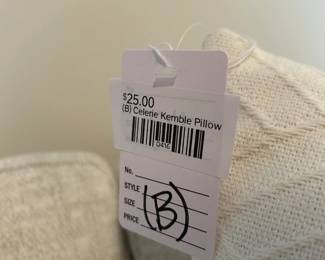 $25.00
(B) Celerie Kemble Pillow
0416
No.
STYLE
SIZE
PRICE
(B)